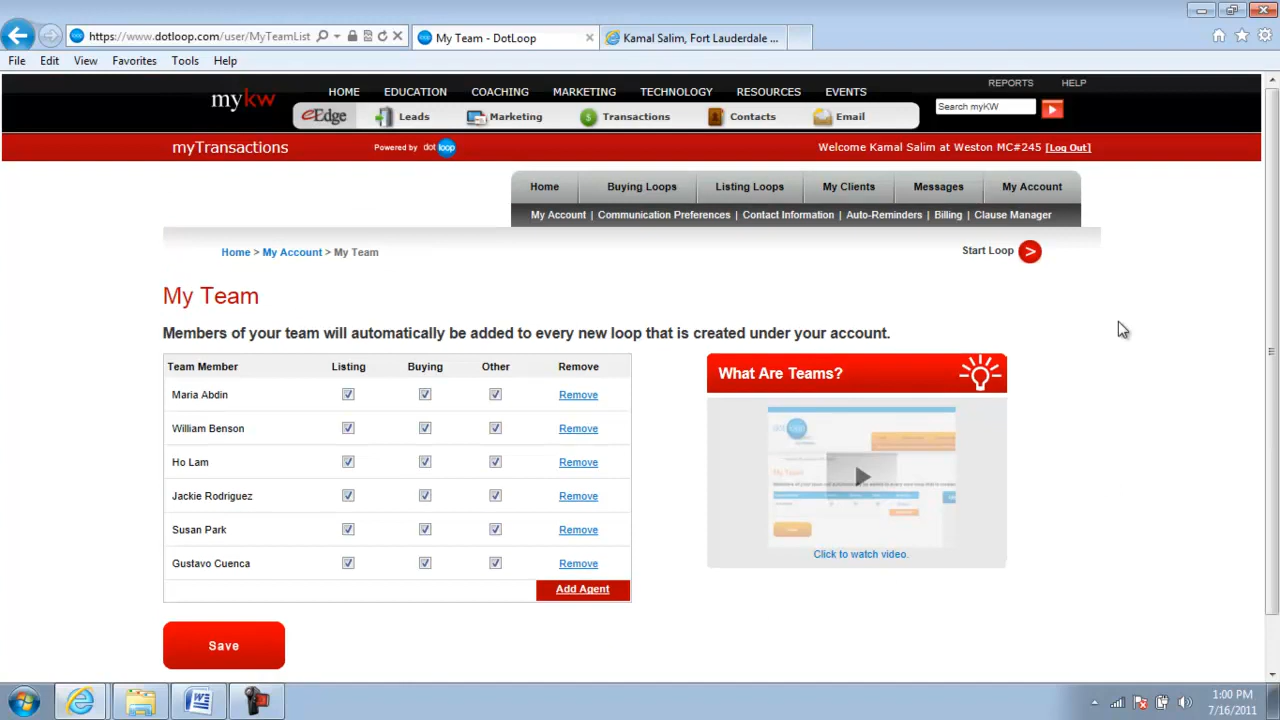 https://www.dotloop.com/user/MyTeamList
My Team - DotLoop
Kamal Salim, Fort Lauderdale ...
File Edit View Favorites Tools Help
REPORTS HELP
mykw
HOME EDUCATION COACHING MARKETING TECHNOLOGY RESOURCES EVENTS
Search myKW
eEdge Leads Marketing Transactions Contacts Email
myTransactions Powered by dot loop Welcome Kamal Salim at Weston MC#245 [Log Out]
Home Buying Loops Listing Loops My Clients Messages My Account
My Account | Communication Preferences | Contact Information | Auto-Reminders | Billing | Clause Manager
Home > My Account > My Team
Start Loop >
My Team
Members of your team will automatically be added to every new loop that is created under your account.
Team Member Listing Buying Other Remove
Maria Abdin Remove
William Benson Remove
Ho Lam Remove
Jackie Rodriguez Remove
Susan Park Remove
Gustavo Cuenca Remove
Add Agent
Save
What Are Teams?
My Team
Click to watch video.
1:00 PM
7/16/2011